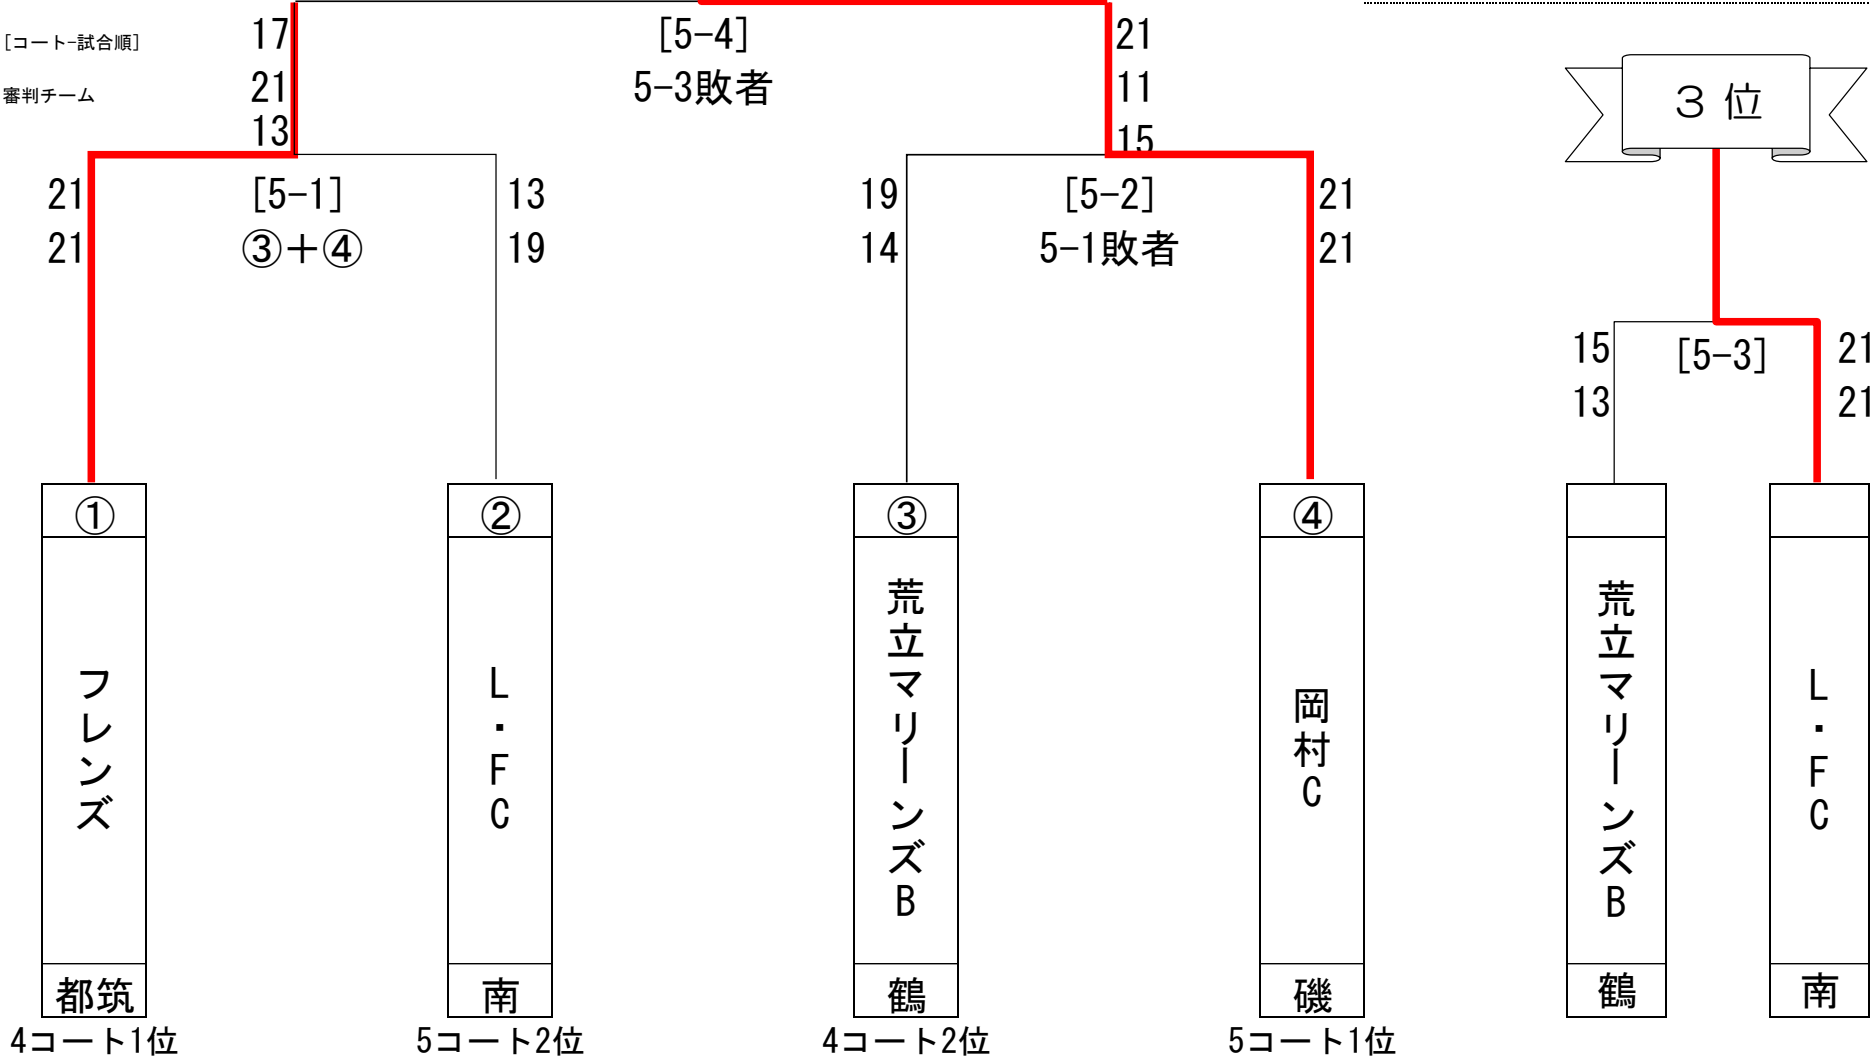 17 [5-4] 21
[コート-試合順]
21 5-3敗者 11
審判チーム
13 15
3 位
21 [5-1] 13 19 [5-2] 21
21 ③+④ 19 14 5-1敗者 21
15 [5-3] 21
13 21
① ② ③ ④
フレンズ
L・FC
荒立マリーンズB
岡村C
荒立マリーンズB
L・FC
都筑 南 鶴 磯 鶴 南
4コート1位 5コート2位 4コート2位 5コート1位